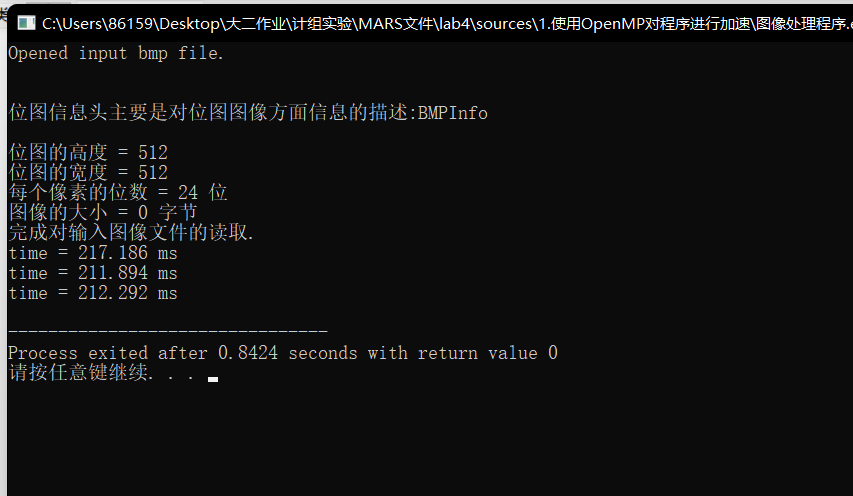 C:\Users\86159\Desktop\大二作业\计组实验\MARS文件\lab4\sources\1.使用OpenMP对程序进行加速\图像处理程序.e
Opened input bmp file.
位图信息头主要是对位图图像方面信息的描述:BMPInfo
位图的高度 = 512
位图的宽度 = 512
每个像素的位数 = 24 位
图像的大小 = 0 字节
完成对输入图像文件的读取.
time = 217.186 ms
time = 211.894 ms
time = 212.292 ms
--------------------------------
Process exited after 0.8424 seconds with return value 0
请按任意键继续. . .